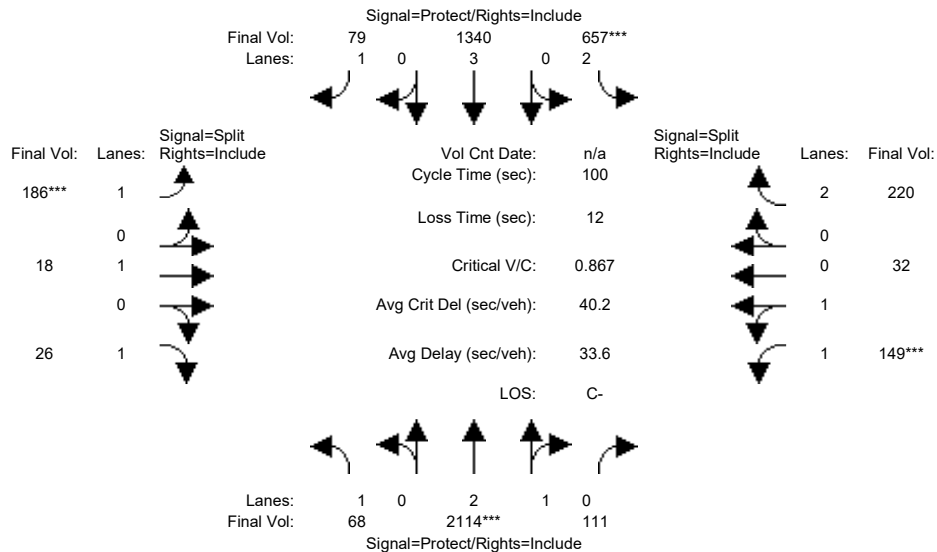 Signal=Protect/Rights=Include
Final Vol: 79 1340 657***
Lanes: 1 0 3 0 2
Signal=Split
Final Vol: Lanes: Rights=Include
Vol Cnt Date: n/a
Signal=Split
Rights=Include Lanes: Final Vol:
Cycle Time (sec): 100
186*** 1
2 220
Loss Time (sec): 12
0
0
18 1
Critical V/C: 0.867
0 32
0
Avg Crit Del (sec/veh): 40.2
1
26 1
Avg Delay (sec/veh): 33.6
1 149***
LOS: C-
Lanes: 1 0 2 1 0
Final Vol: 68 2114*** 111
Signal=Protect/Rights=Include